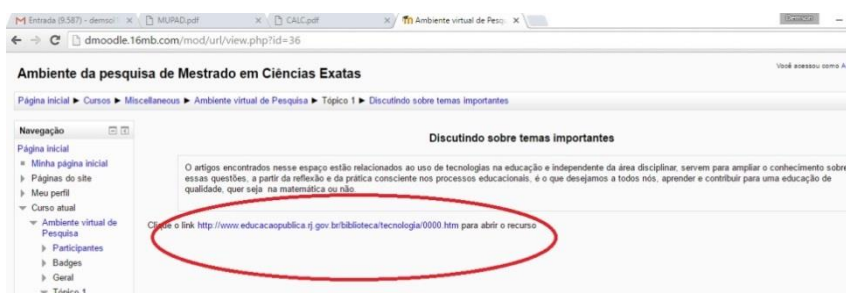 Entrada (9.587) - demsol
MUPAD.pdf
CALC.pdf
Ambiente virtual de Pesq
dmoodle.16mb.com/mod/url/view.php?id=36
Ambiente da pesquisa de Mestrado em Ciências Exatas
Você acessou como A
Página inicial ► Cursos ► Miscellaneous ► Ambiente virtual de Pesquisa ► Tópico 1 ► Discutindo sobre temas importantes
Navegação
Página inicial
Minha página inicial
Páginas do site
Meu perfil
Curso atual
Ambiente virtual de
Pesquisa
Participantes
Badges
Geral
Tópico 1
Discutindo sobre temas importantes
O artigos encontrados nesse espaço estão relacionados ao uso de tecnologias na educação e independente da área disciplinar, servem para ampliar o conhecimento sobre
essas questões, a partir da reflexão e da prática consciente nos processos educacionais, é o que desejamos a todos nós, aprender e contribuir para uma educação de
qualidade, quer seja na matemática ou não.
Clique o link http://www.educacaopublica.rj.gov.br/biblioteca/tecnologia/0000.htm para abrir o recurso